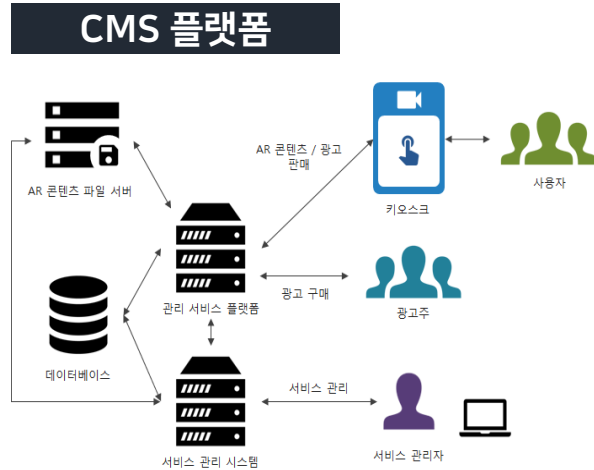 CMS 플랫폼
AR 콘텐츠 / 광고
판매
AR 콘텐츠 파일 서버
사용자
키오스크
관리 서비스 플랫폼
광고 구매
광고주
데이터베이스
서비스 관리
서비스 관리 시스템
서비스 관리자